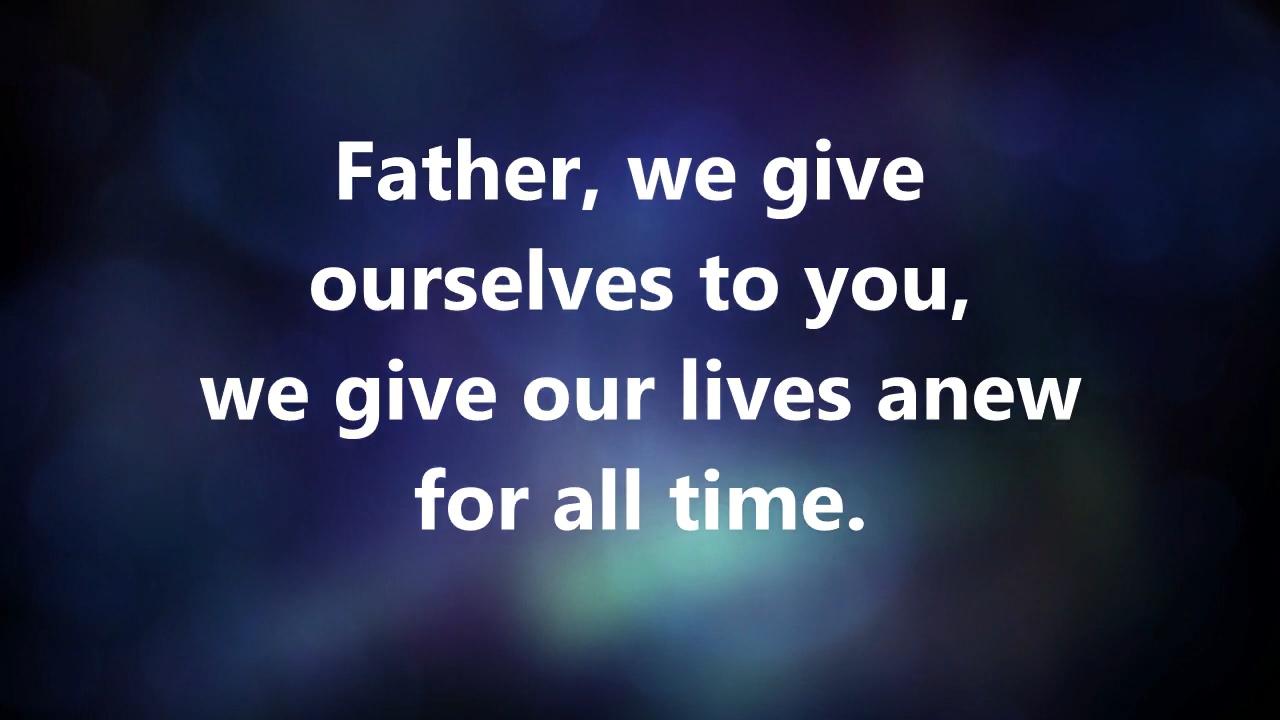 Father, we give
ourselves to you,
we give our lives anew
for all time.